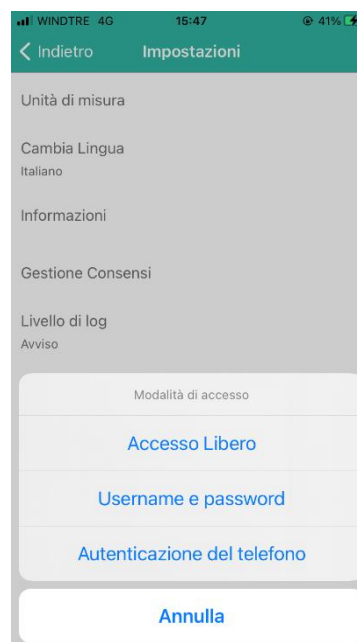 WINDTRE 4G 15:47 41%
Indietro Impostazioni
Unità di misura
Cambia Lingua
Italiano
Informazioni
Gestione Consensi
Livello di log
Avviso
Modalità di accesso
Accesso Libero
Username e password
Autenticazione del telefono
Annulla